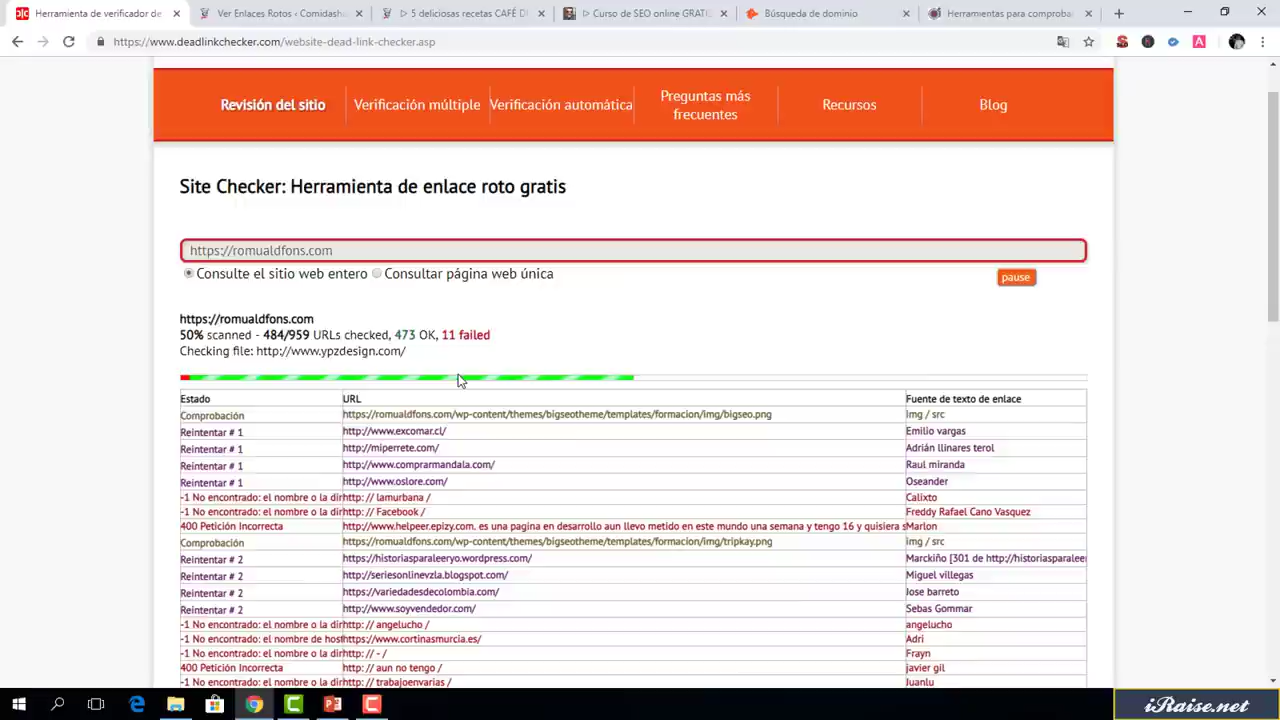 Herramienta de verificador de
Ver Enlaces Rotos ‹ Comidash
▷ 5 deliciosas recetas CAFÉ D
▷ Curso de SEO online GRATI
Búsqueda de dominio
Herramientas para comproba
https://www.deadlinkchecker.com/website-dead-link-checker.asp
Revisión del sitio
Verificación múltiple
Verificación automática
Preguntas más
frecuentes
Recursos
Blog
Site Checker: Herramienta de enlace roto gratis
https://romualdfons.com
Consulte el sitio web entero Consultar página web única
pause
https://romualdfons.com
50% scanned - 484/959 URLs checked, 473 OK, 11 failed
Checking file: http://www.ypzdesign.com/
Estado URL Fuente de texto de enlace
Comprobación https://romualdfons.com/wp-content/themes/bigseotheme/templates/formacion/img/bigseo.png Img / src
Reintentar # 1 http://www.excomar.cl/ Emilio vargas
Reintentar # 1 http://miperrete.com/ Adrián llinares terol
Reintentar # 1 http://www.comprarmandala.com/ Raul miranda
Reintentar # 1 http://www.oslore.com/ Oseander
-1 No encontrado: el nombre o la dir http: // lamurbana / Calixto
-1 No encontrado: el nombre o la dir http: // Facebook / Freddy Rafael Cano Vasquez
400 Petición Incorrecta http://www.helpeer.epizy.com. es una pagina en desarrollo aun llevo metido en este mundo una semana y tengo 16 y quisiera s Marlon
Comprobación https://romualdfons.com/wp-content/themes/bigseotheme/templates/formacion/img/tripkay.png img / src
Reintentar # 2 https://historiasparaleeryo.wordpress.com/ Marckiño [301 de http://historiasparaleer
Reintentar # 2 http://seriesonlinevzla.blogspot.com/ Miguel villegas
Reintentar # 2 https://variedadesdecolombia.com/ Jose barreto
Reintentar # 2 http://www.soyvendedor.com/ Sebas Gommar
-1 No encontrado: el nombre o la dir http: // angelucho / angelucho
-1 No encontrado: el nombre de host https://www.cortinasmurcia.es/ Adri
-1 No encontrado: el nombre o la dir http: // - / Frayn
400 Petición Incorrecta http: // aun no tengo / javier gil
-1 No encontrado: el nombre o la dir http: // trabajoenvarias / Juanlu
iRaise.net